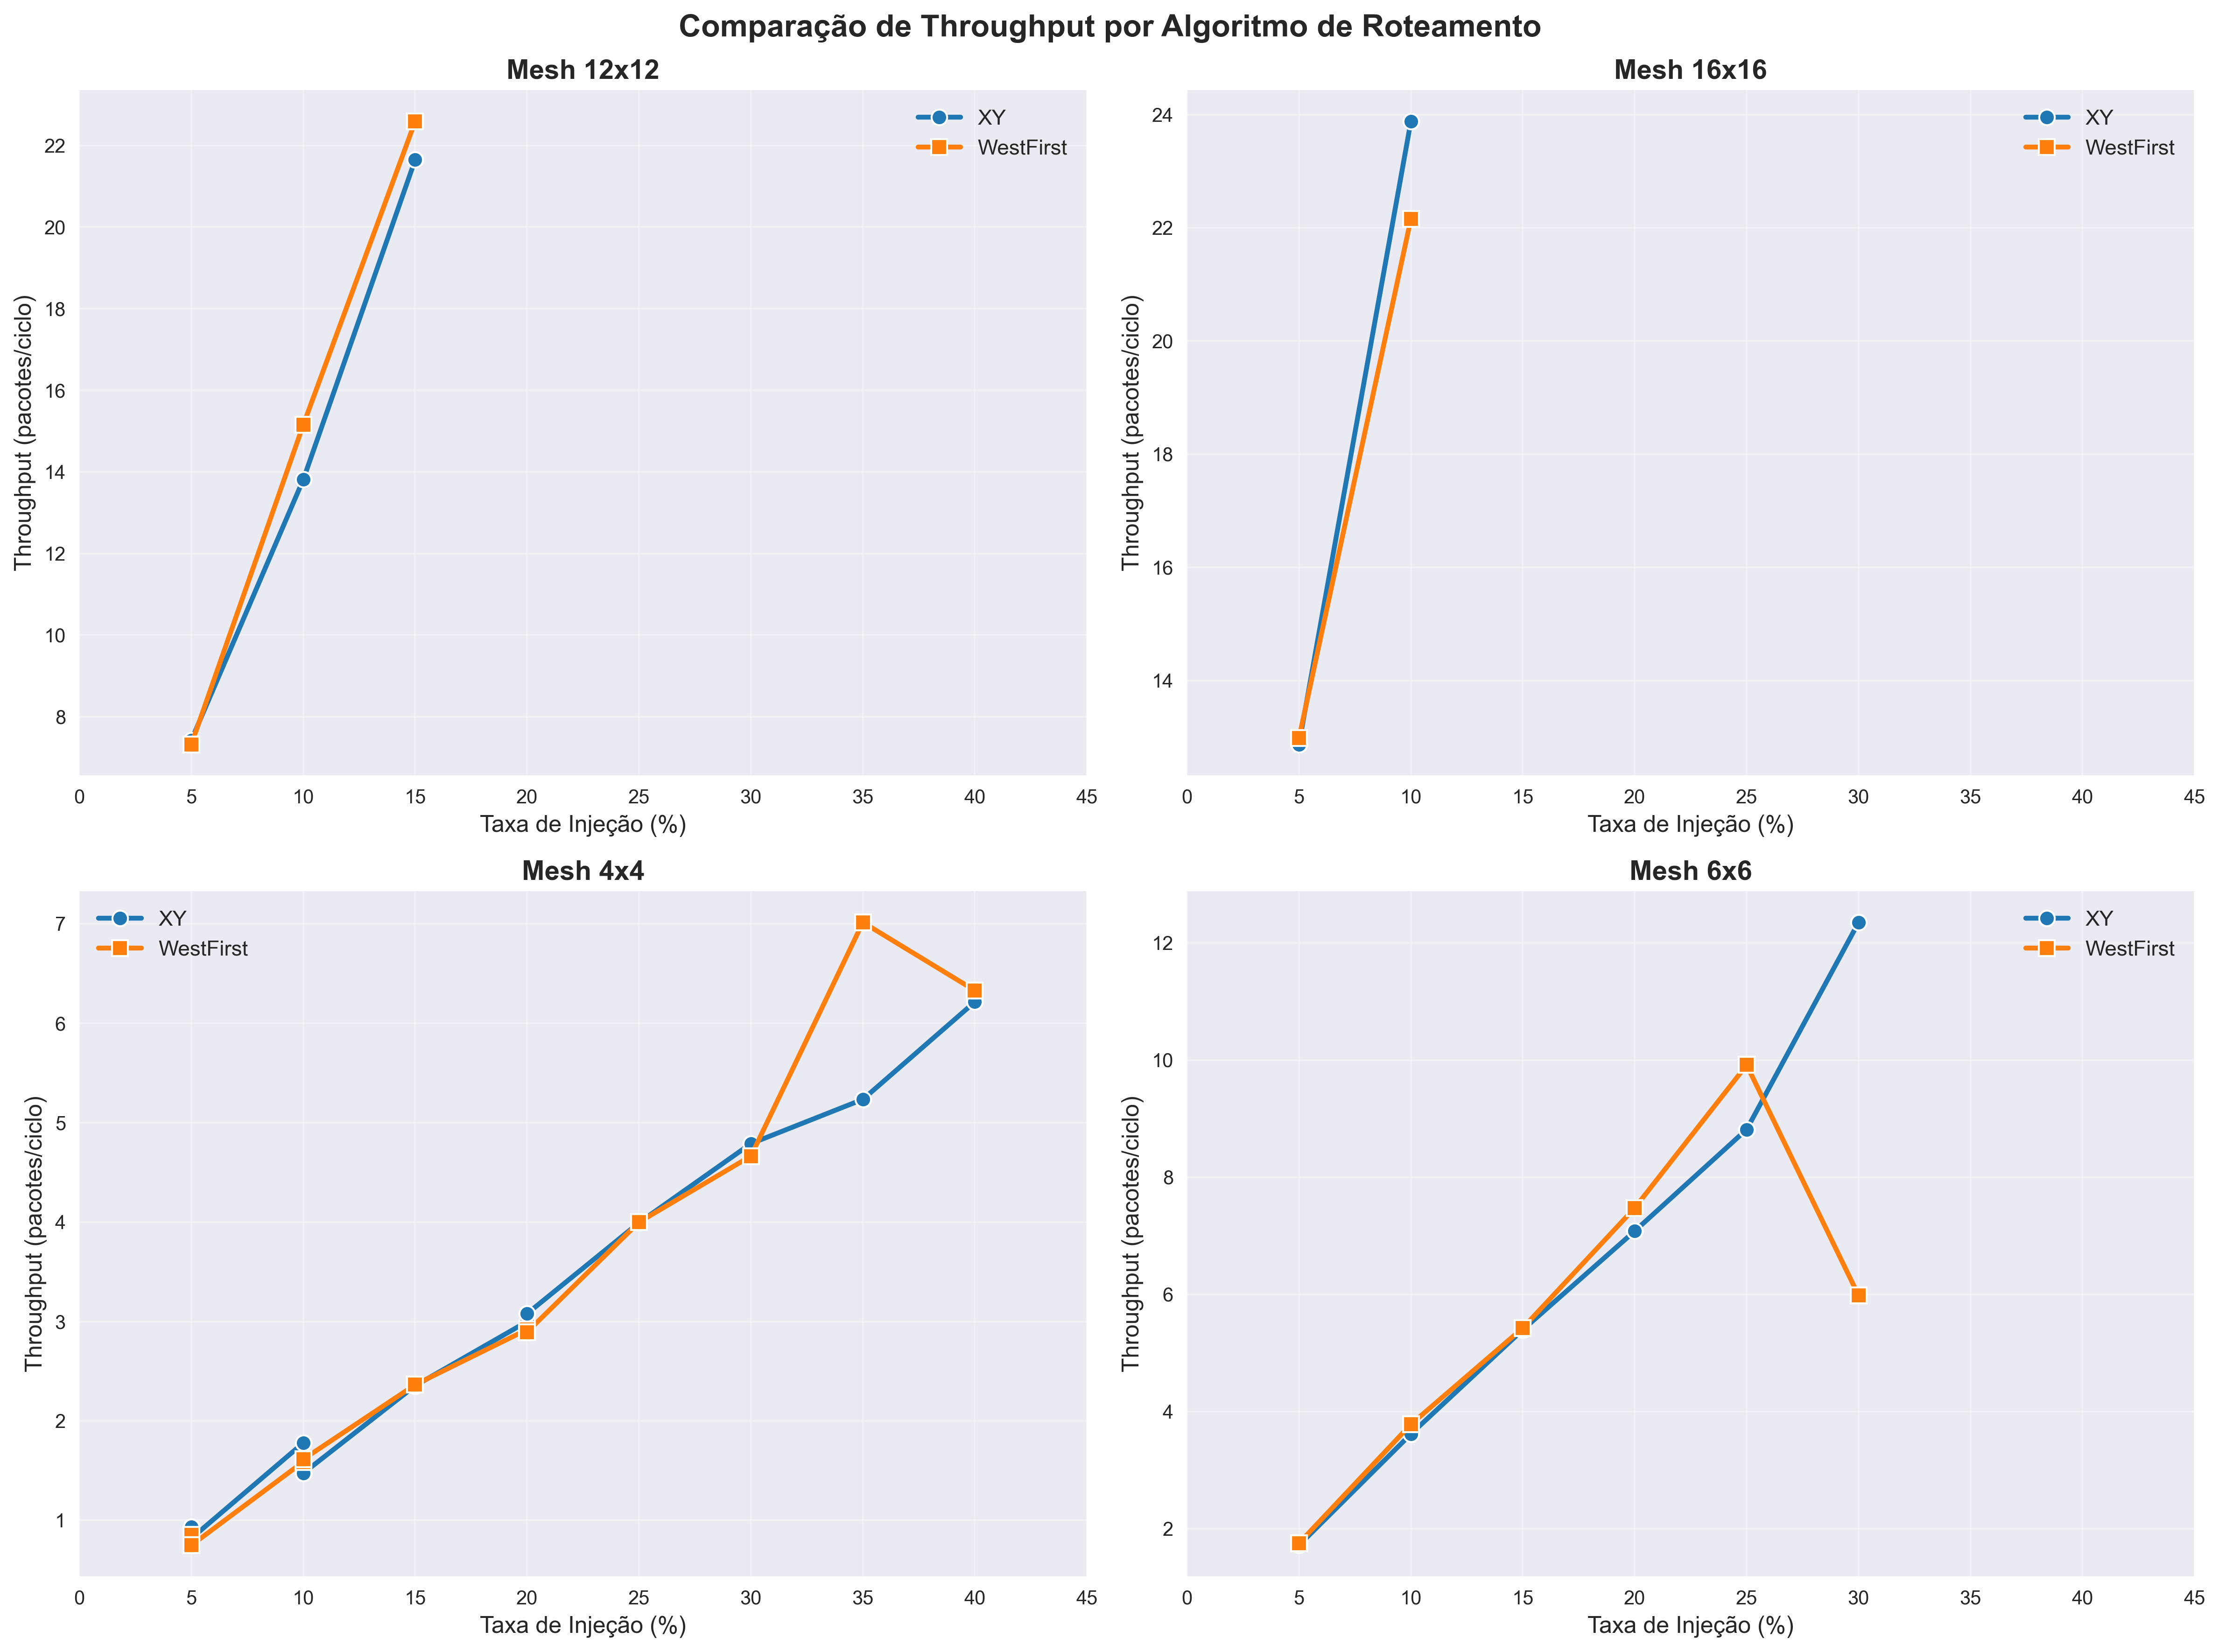 Comparação de Throughput por Algoritmo de Roteamento
Mesh 12x12
XY
WestFirst
22
20
18
16
14
12
10
8
Throughput (pacotes/ciclo)
0 5 10 15 20 25 30 35 40 45
Taxa de Injeção (%)
Mesh 16x16
XY
WestFirst
24
22
20
18
16
14
Throughput (pacotes/ciclo)
0 5 10 15 20 25 30 35 40 45
Taxa de Injeção (%)
Mesh 4x4
XY
WestFirst
7
6
5
4
3
2
1
Throughput (pacotes/ciclo)
0 5 10 15 20 25 30 35 40 45
Taxa de Injeção (%)
Mesh 6x6
XY
WestFirst
12
10
8
6
4
2
Throughput (pacotes/ciclo)
0 5 10 15 20 25 30 35 40 45
Taxa de Injeção (%)